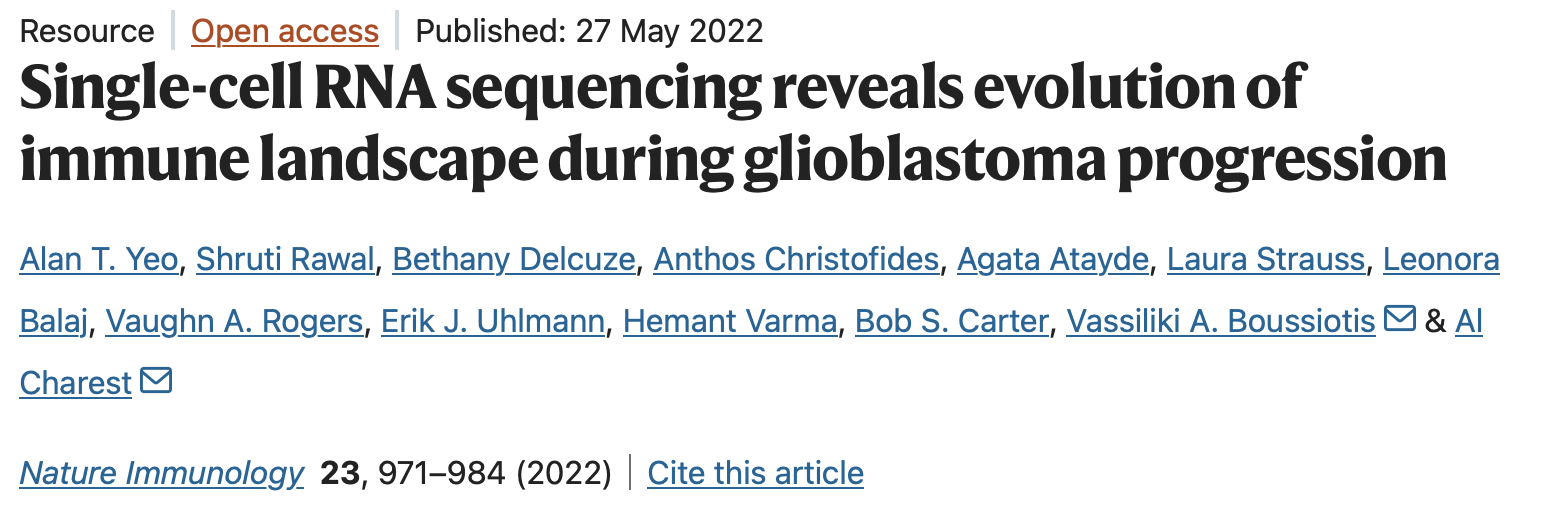 Resource | Open access | Published: 27 May 2022
Single-cell RNA sequencing reveals evolution of
immune landscape during glioblastoma progression
Alan T. Yeo, Shruti Rawal, Bethany Delcuze, Anthos Christofides, Agata Atayde, Laura Strauss, Leonora
Balaj, Vaughn A. Rogers, Erik J. Uhlmann, Hemant Varma, Bob S. Carter, Vassiliki A. Boussiotis & Al
Charest
Nature Immunology 23, 971–984 (2022) | Cite this article